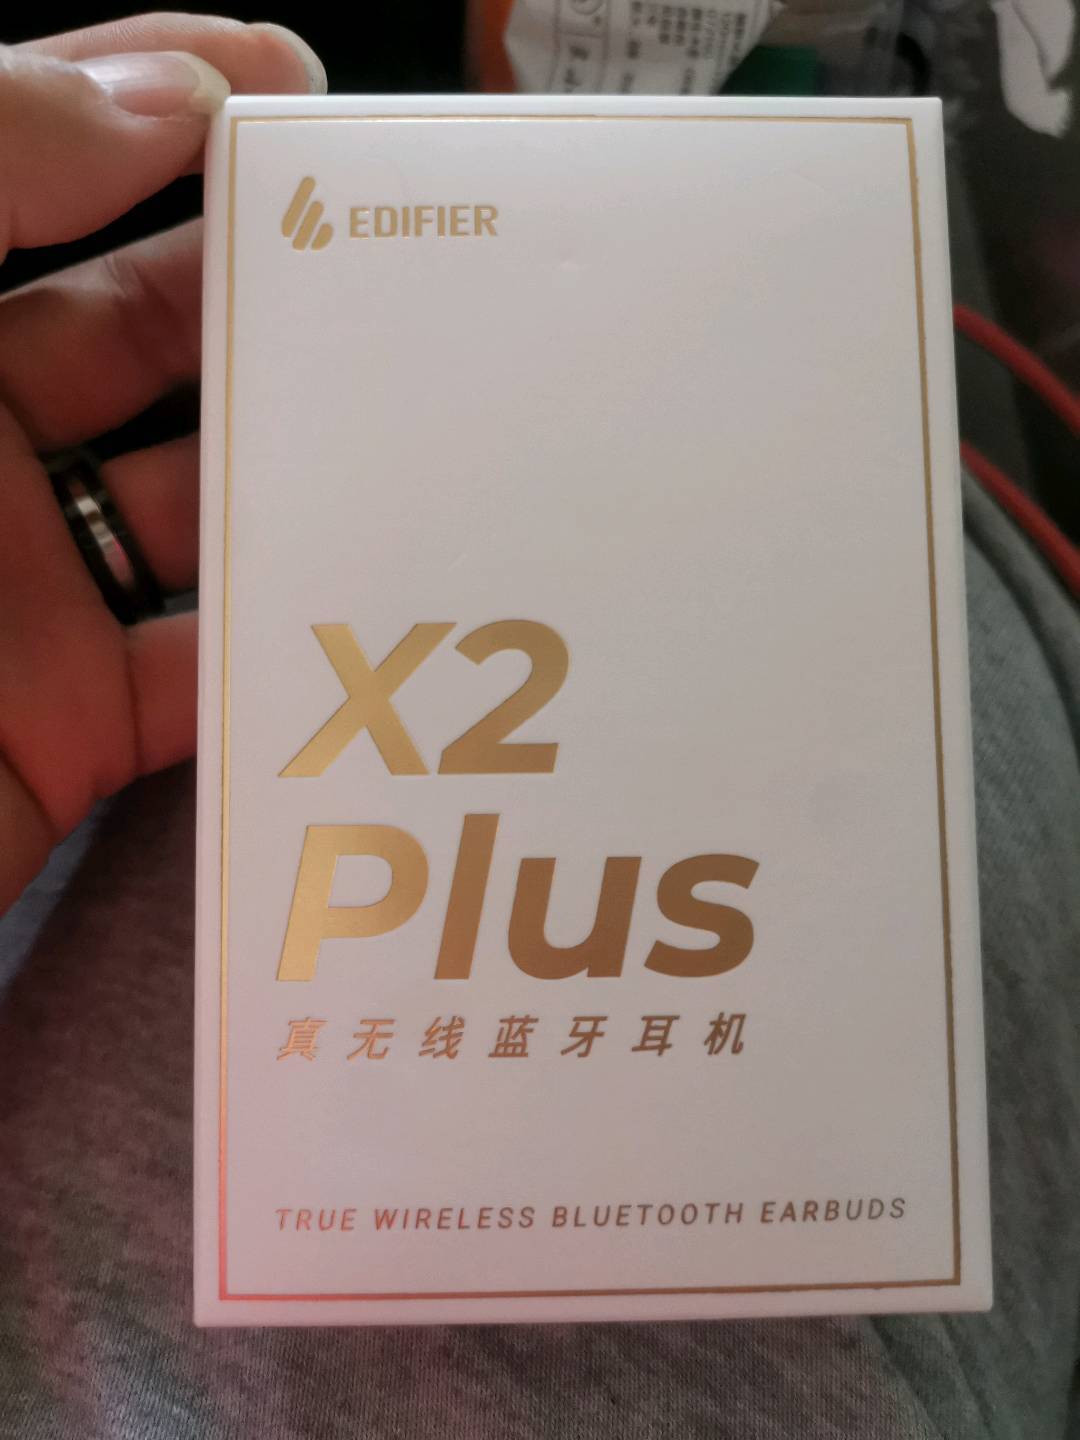 EDIFIER
X2
Plus
真无线蓝牙耳机
TRUE WIRELESS BLUETOOTH EARBUDS